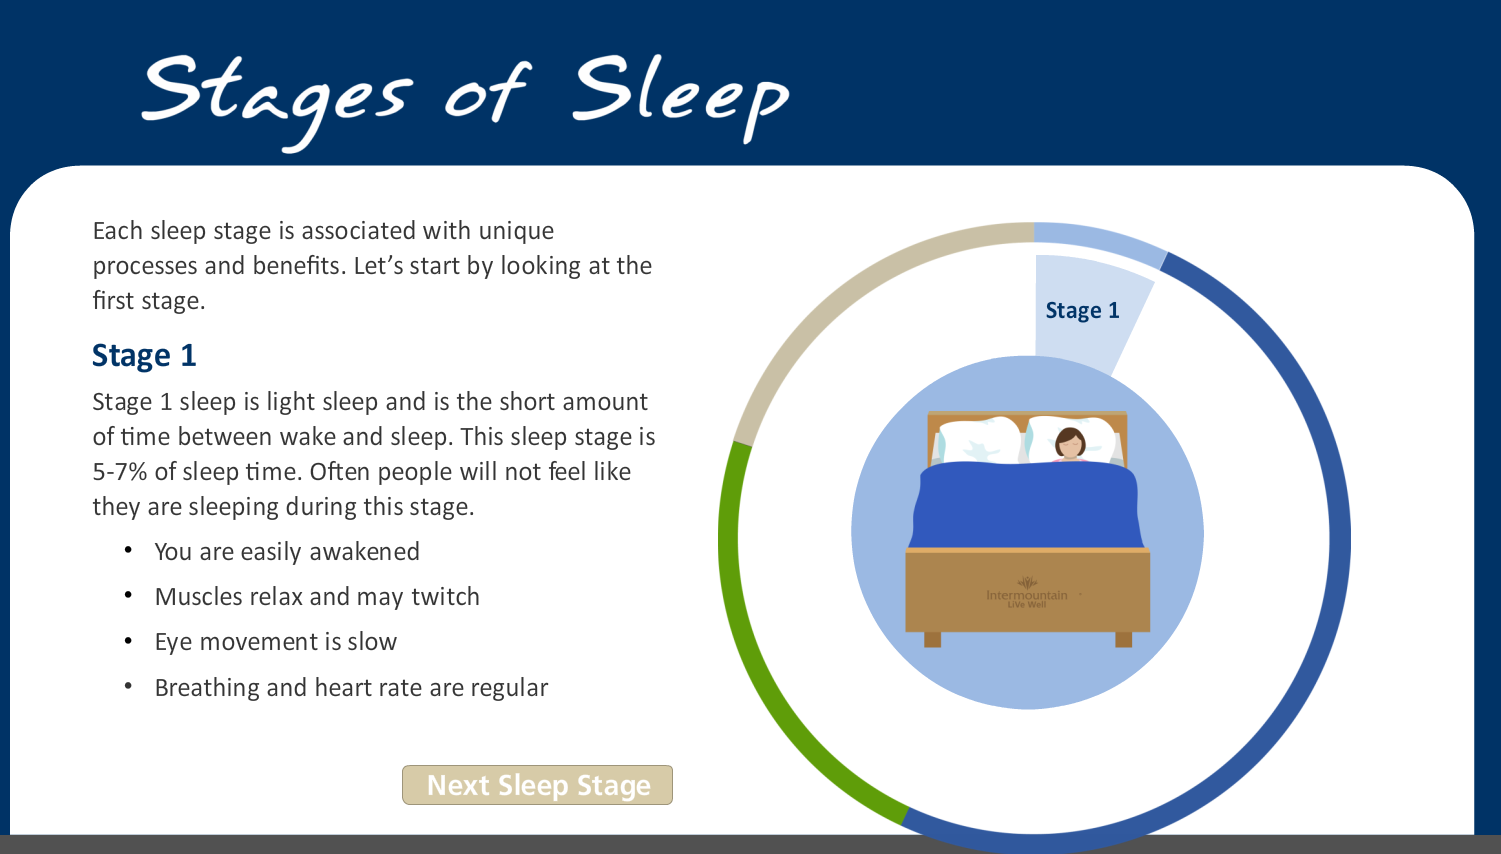 Stages of Sleep
Each sleep stage is associated with unique
processes and benefits. Let’s start by looking at the
first stage.
Stage 1
Stage 1 sleep is light sleep and is the short amount
of time between wake and sleep. This sleep stage is
5-7% of sleep time. Often people will not feel like
they are sleeping during this stage.
• You are easily awakened
• Muscles relax and may twitch
• Eye movement is slow
• Breathing and heart rate are regular
Next Sleep Stage
Stage 1
Intermountain
LiVe Well